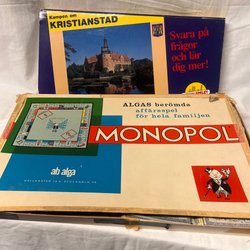 Kampen om
KRISTIANSTAD
Svara på
frågor
och lär
dig mer!
ALGAS berömda
affärsspel
för hela familjen
MONOPOL
ab alga